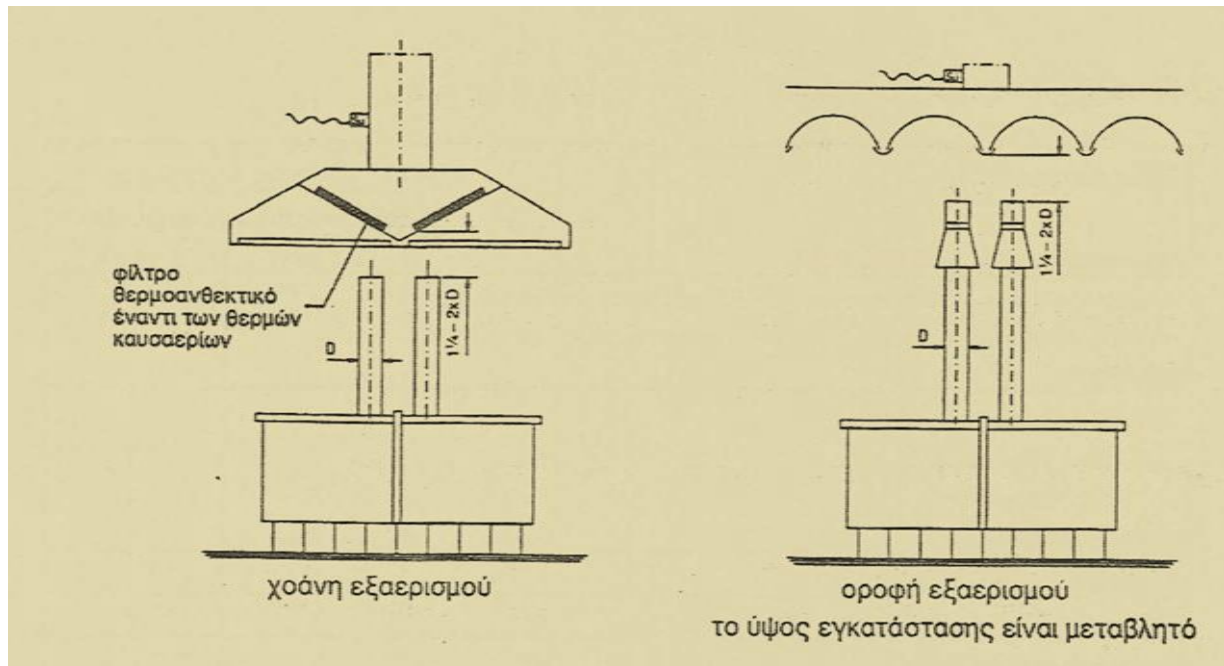 φίλτρο
θερμοανθεκτικό
έναντι των θερμών
καυσαερίων
D
1¼ – 2xD
χοάνη εξαερισμού
D
1¼ – 2xD
οροφή εξαερισμού
το ύψος εγκατάστασης είναι μεταβλητό